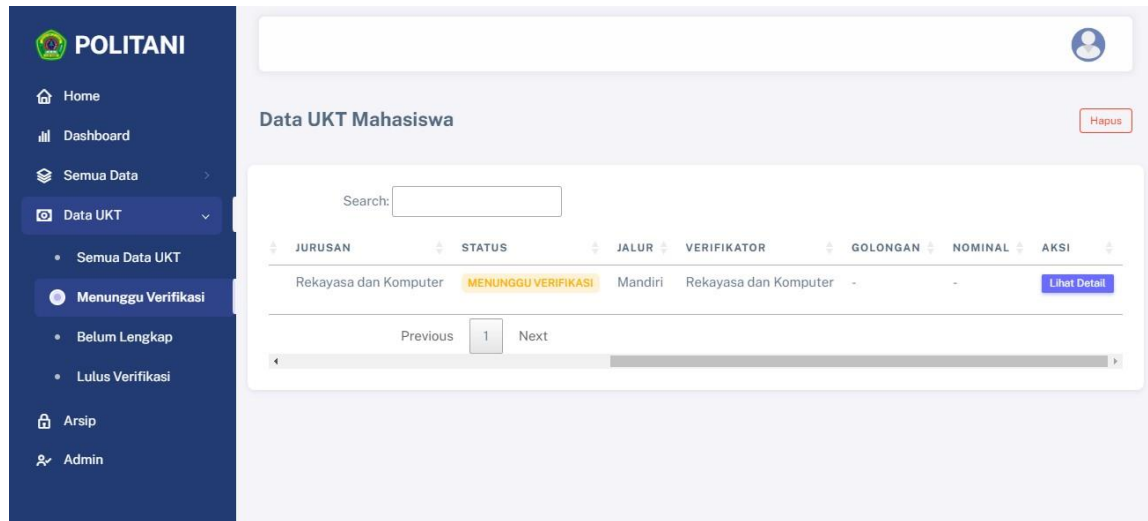 POLITANI
Home
Dashboard
Semua Data
Data UKT
Semua Data UKT
Menunggu Verifikasi
Belum Lengkap
Lulus Verifikasi
Arsip
Admin
Data UKT Mahasiswa
Hapus
Search:
JURUSAN STATUS JALUR VERIFIKATOR GOLONGAN NOMINAL AKSI
Rekayasa dan Komputer MENUNGGU VERIFIKASI Mandiri Rekayasa dan Komputer - - Lihat Detail
Previous 1 Next